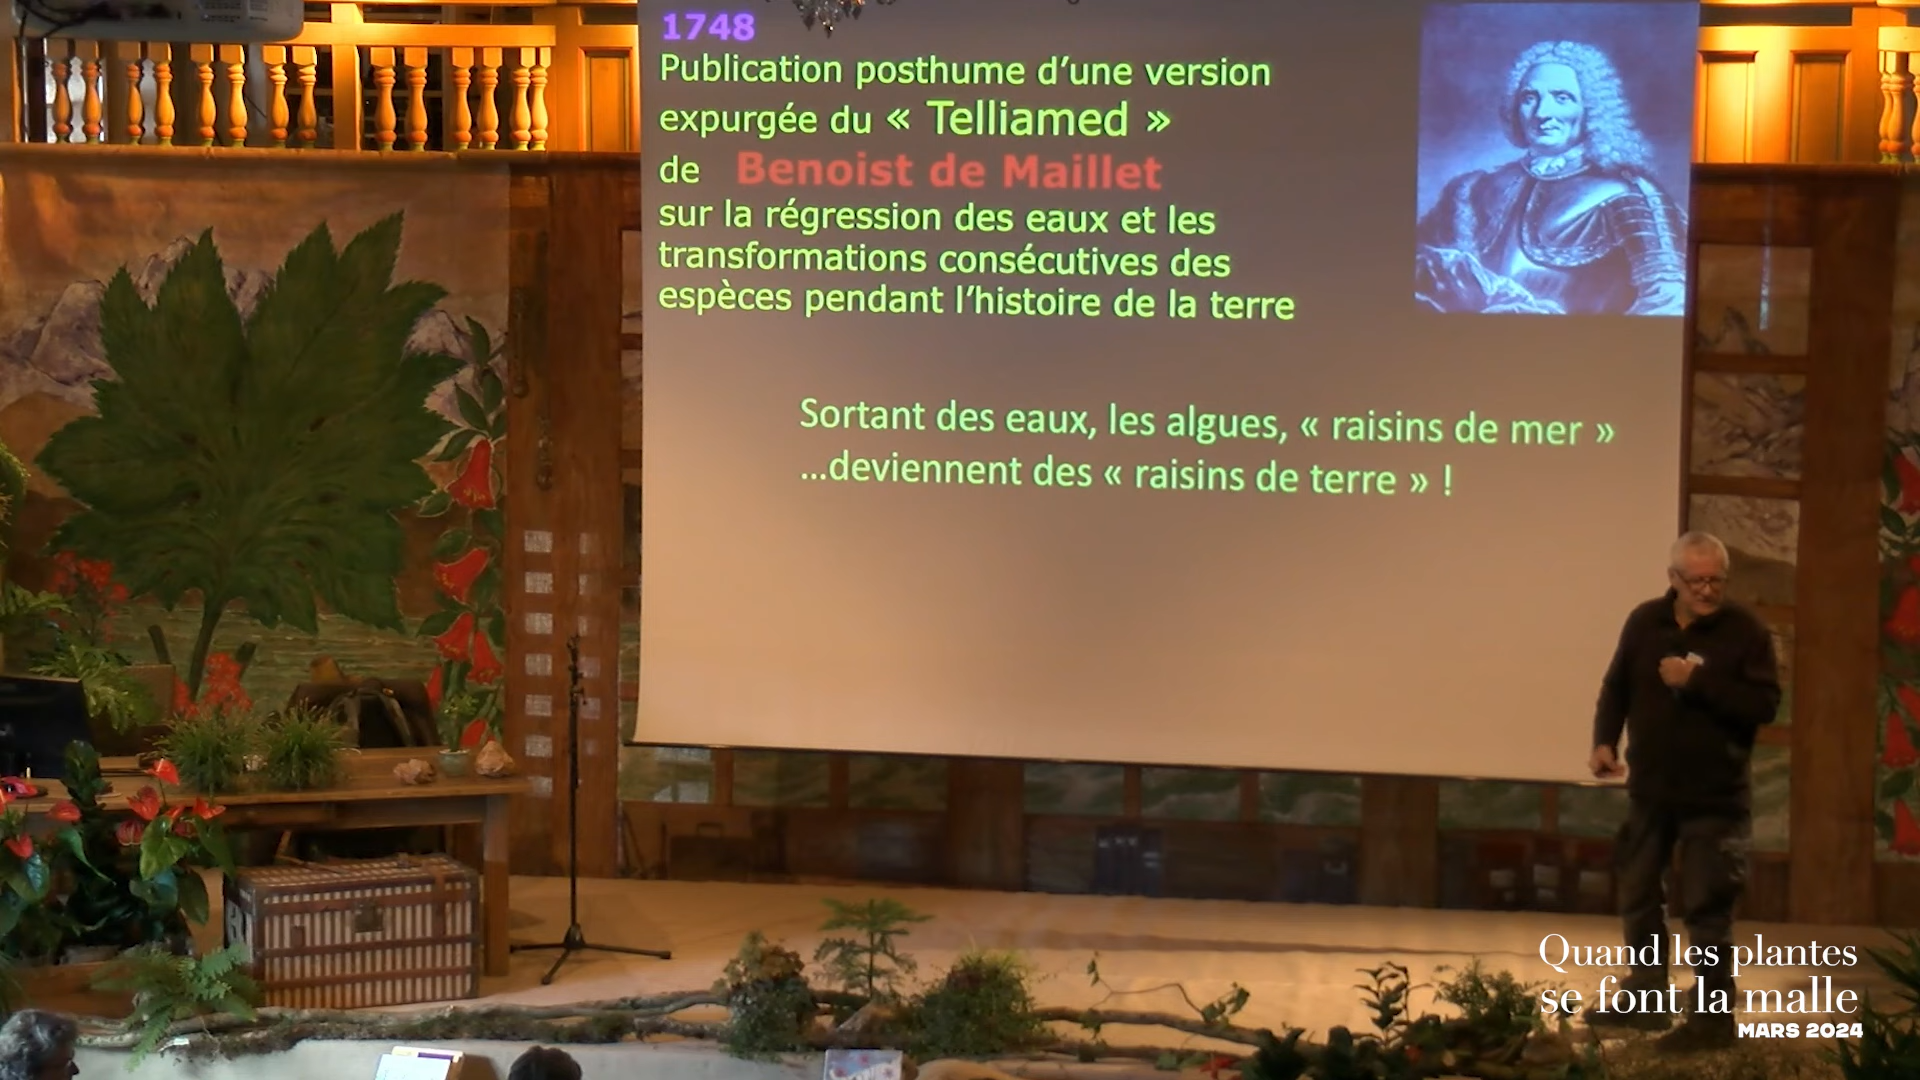 1748
Publication posthume d’une version
expurgée du « Telliamed »
de Benoist de Maillet
sur la régression des eaux et les
transformations consécutives des
espèces pendant l’histoire de la terre
Sortant des eaux, les algues, « raisins de mer »
...deviennent des « raisins de terre » !
Quand les plantes
se font la malle
MARS 2024